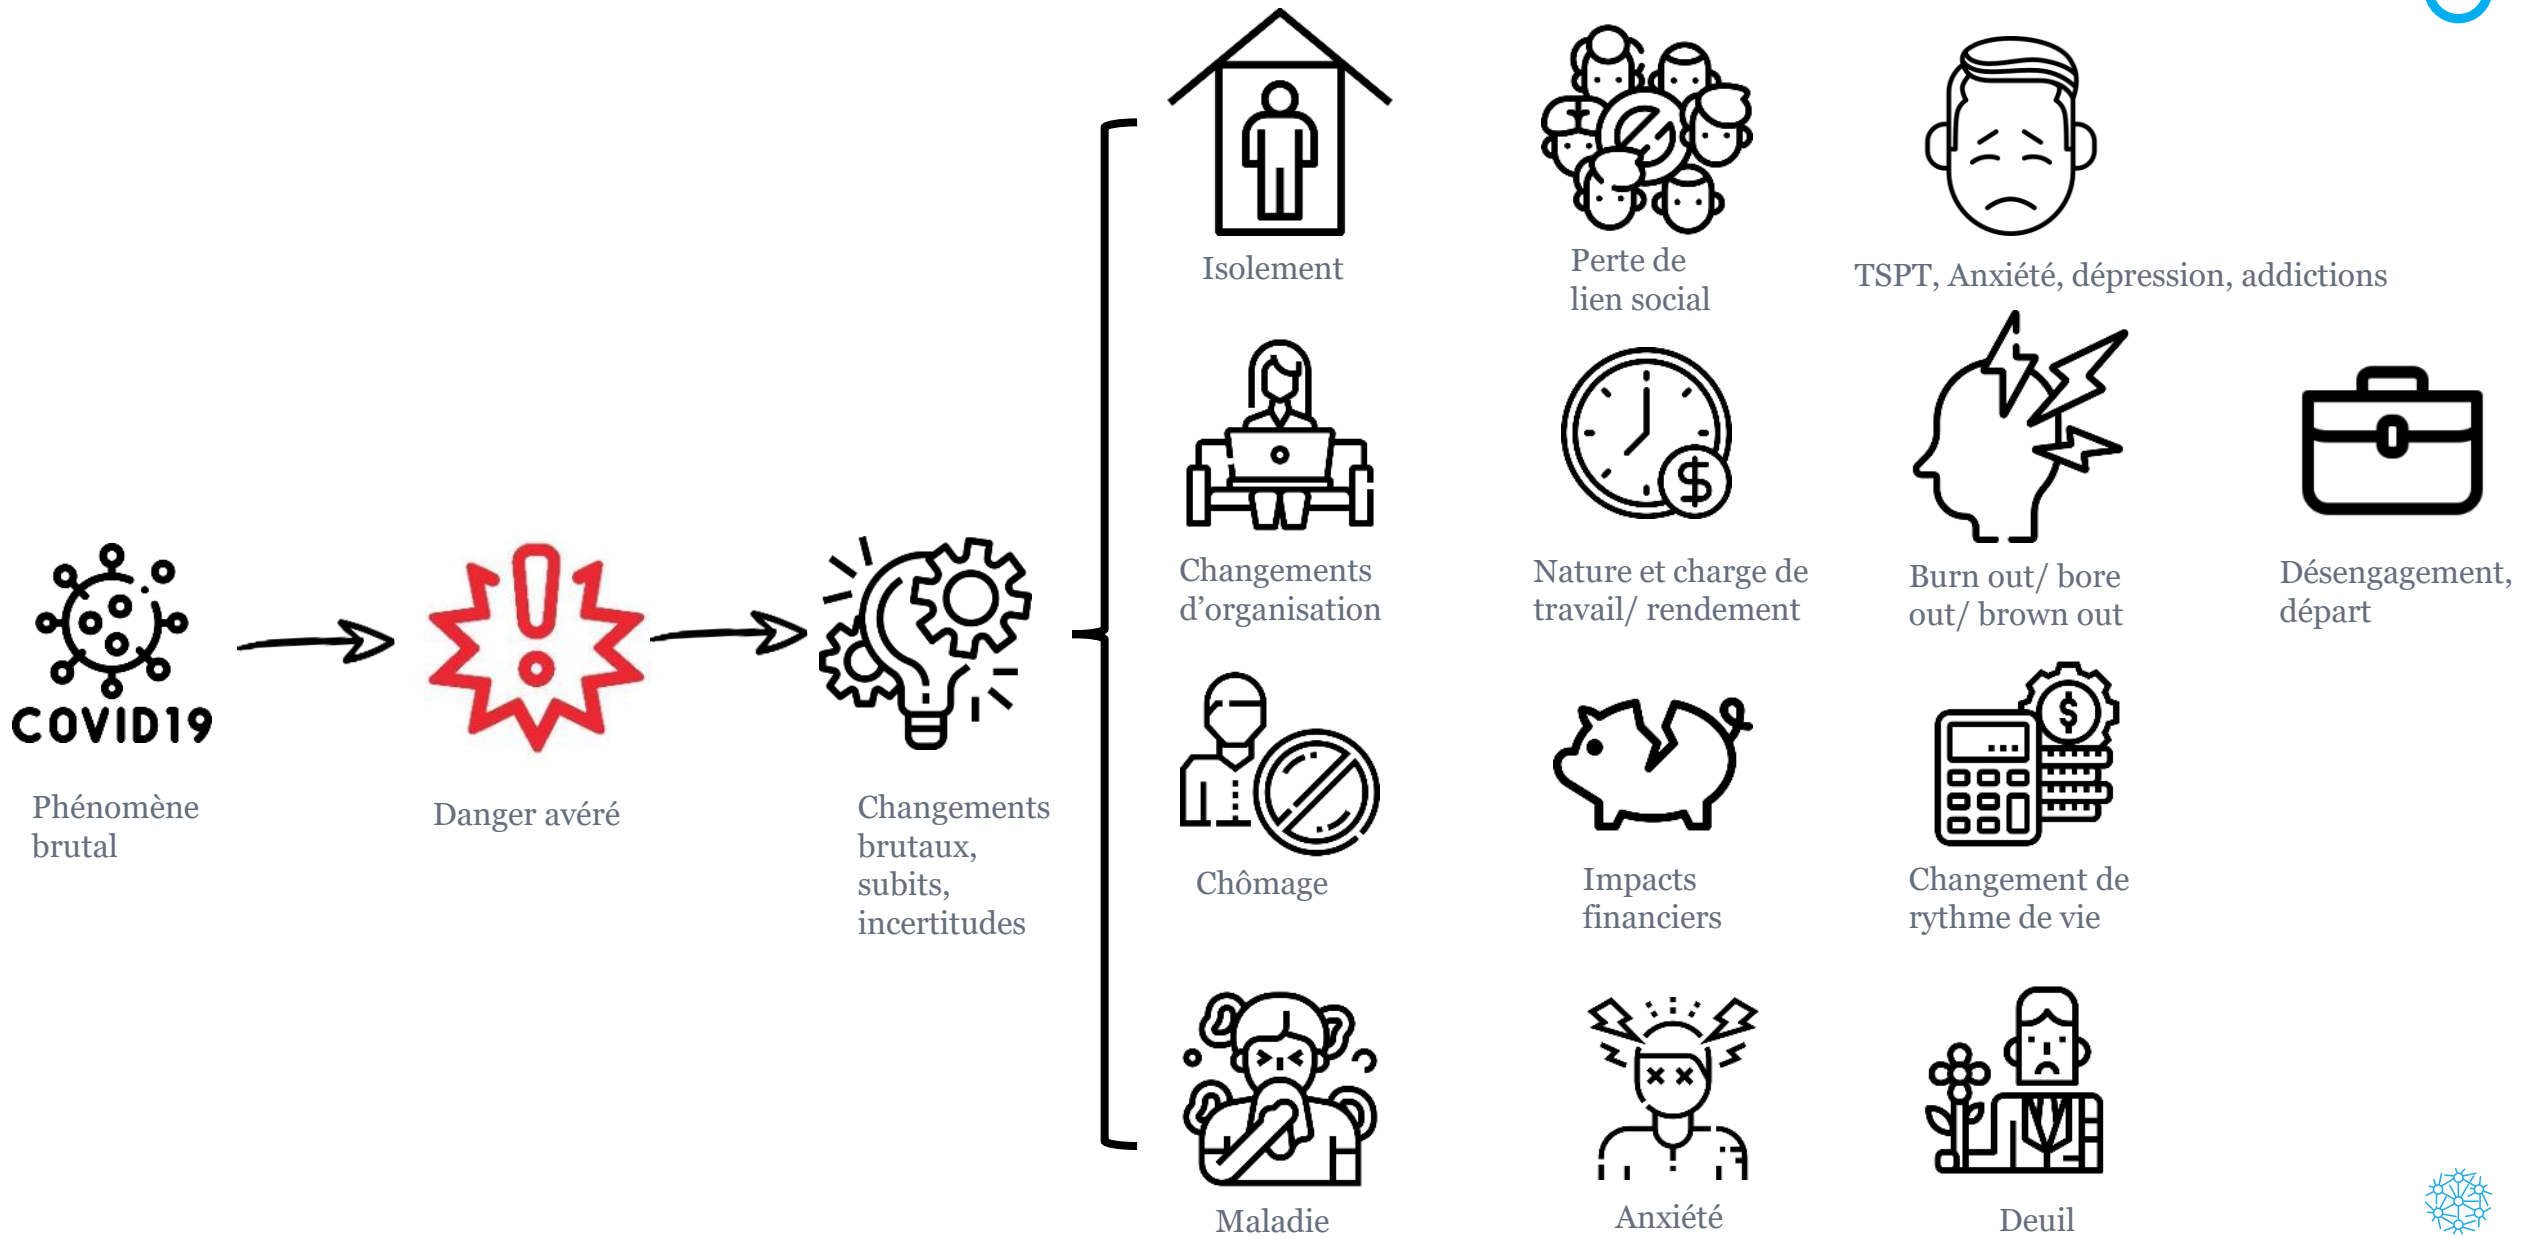 COVID19
Phénomène
brutal
Danger avéré
Changements
brutaux,
subits,
incertitudes
Isolement
Perte de
lien social
TSPT, Anxiété, dépression, addictions
Changements
d’organisation
$
Nature et charge de
travail/ rendement
Burn out/ bore
out/ brown out
Désengagement,
départ
Chômage
Impacts
financiers
$
Changement de
rythme de vie
Maladie
Anxiété
Deuil